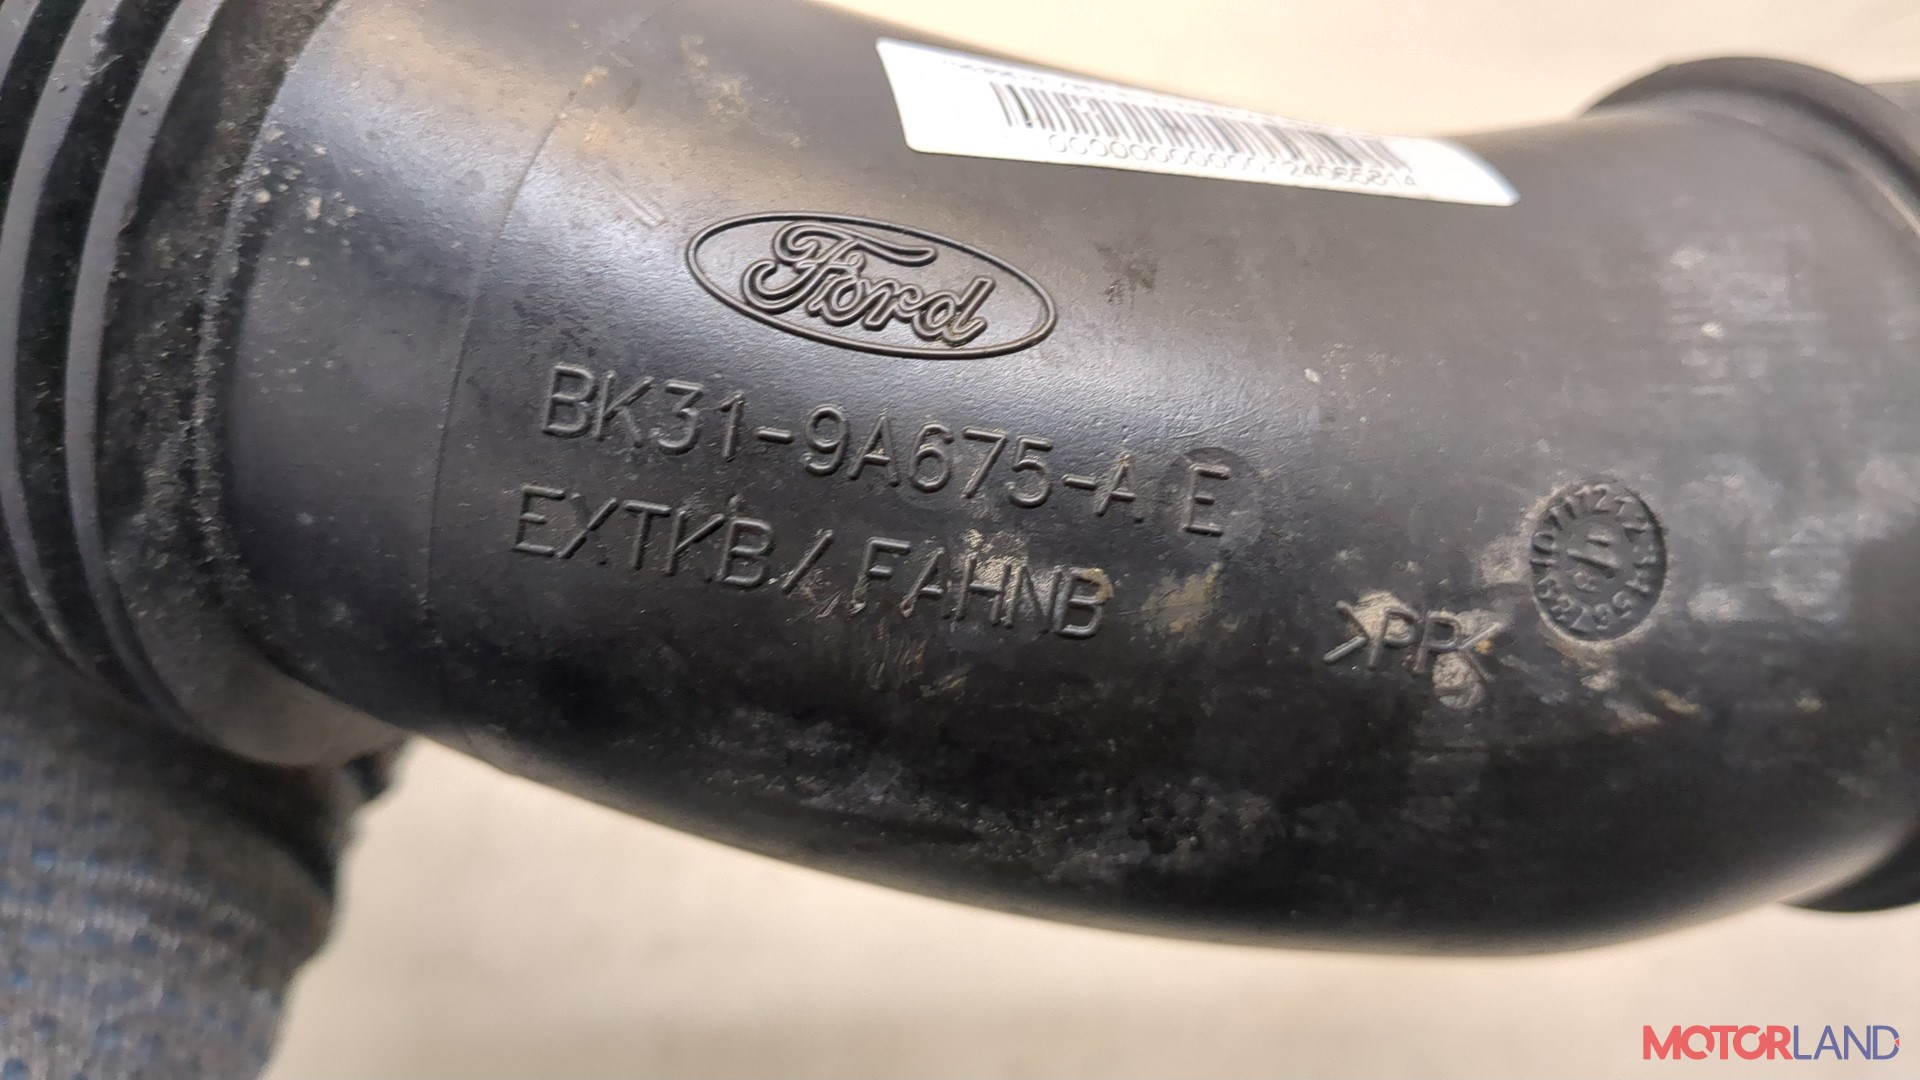 Ford
BK31-9A675-A E
EXTKB/FAHNB
>PP<
MOTORLAND